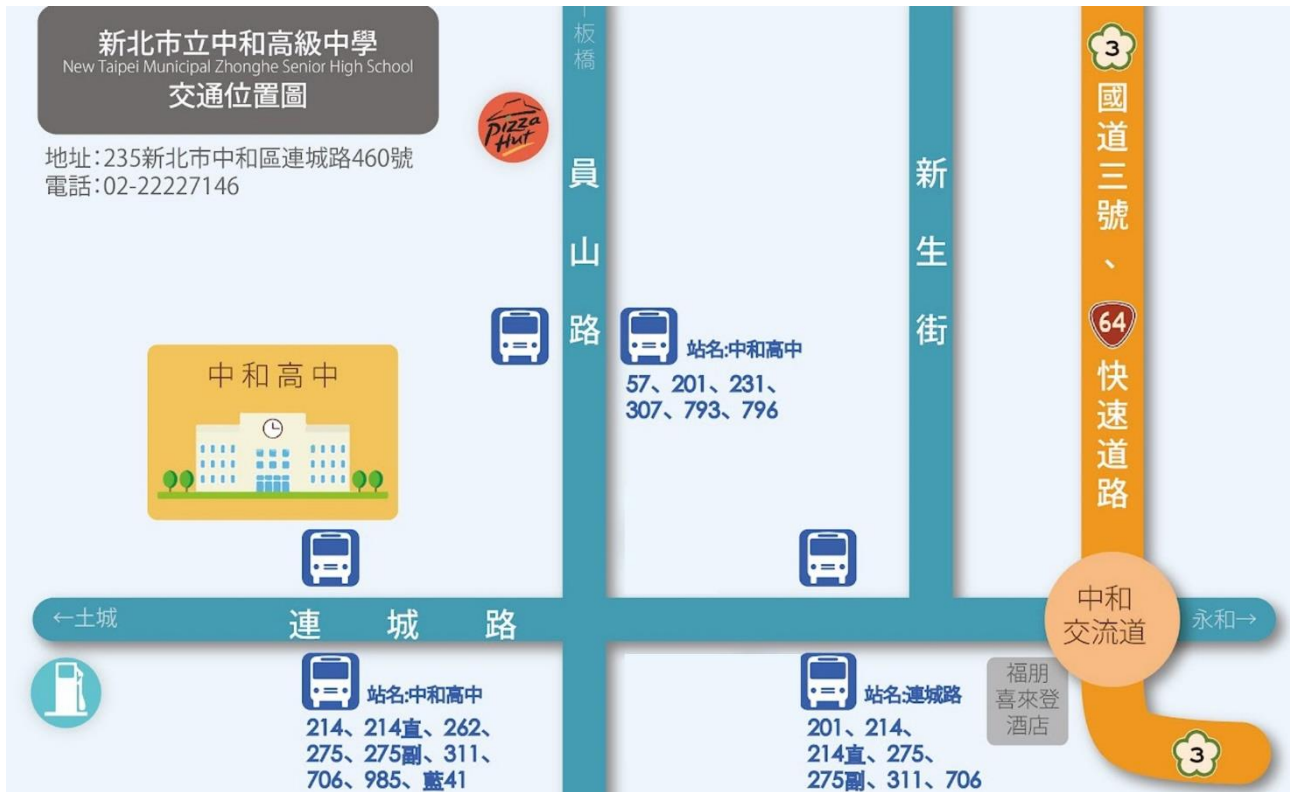 新北市立中和高級中學
New Taipei Municipal Zhonghe Senior High School
交通位置圖
地址:235新北市中和區連城路460號
電話:02-22227146
板橋
Pizza
Hut
員山路
新生街
3
國道三號、
64
快速道路
站名:中和高中
57、201、231、
307、793、796
中和高中
←土城
連城路
中和
交流道
永和→
站名:中和高中
214、214直、262、
275、275副、311、
706、985、藍41
站名:連城路
201、214、
214直、275、
275副、311、706
福朋
喜來登
酒店
3